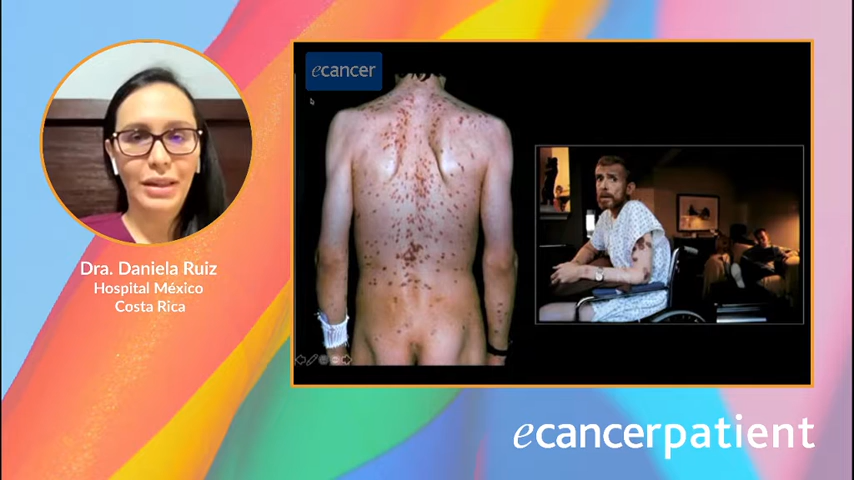 ecancer
Dra. Daniela Ruiz
Hospital México
Costa Rica
ecancerpatient